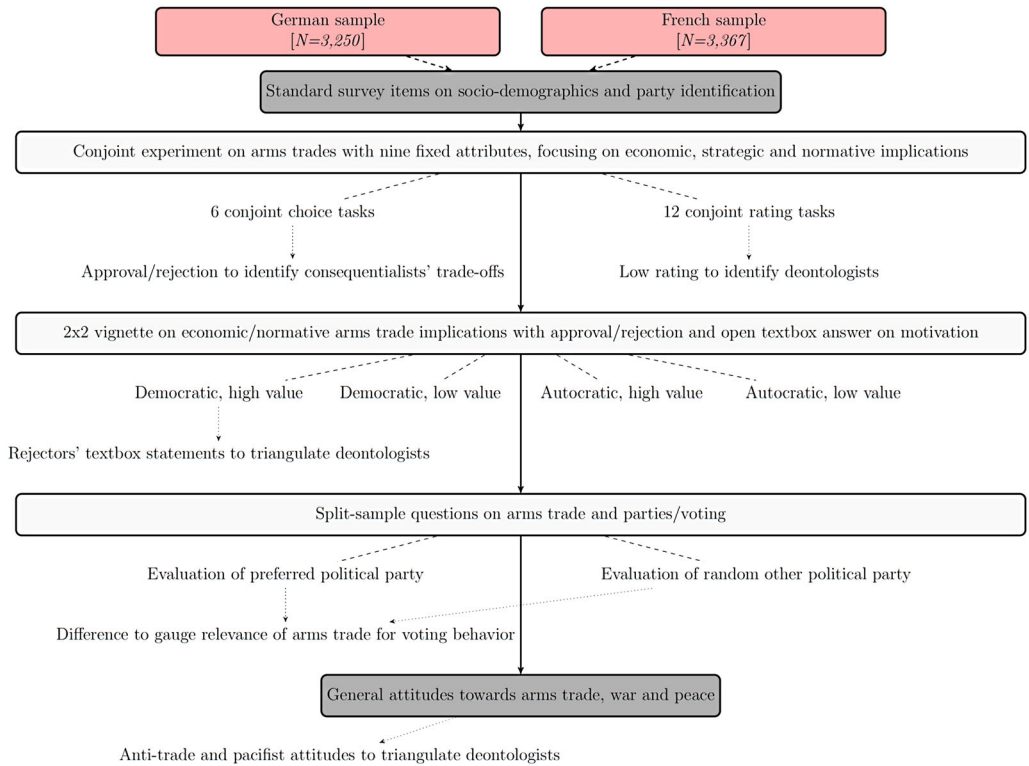 German sample
[N=3,250]
French sample
[N=3,367]
Standard survey items on socio-demographics and party identification
Conjoint experiment on arms trades with nine fixed attributes, focusing on economic, strategic and normative implications
6 conjoint choice tasks
12 conjoint rating tasks
Approval/rejection to identify consequentialists' trade-offs
Low rating to identify deontologists
2x2 vignette on economic/normative arms trade implications with approval/rejection and open textbox answer on motivation
Democratic, high value
Democratic, low value
Autocratic, high value
Autocratic, low value
Rejectors' textbox statements to triangulate deontologists
Split-sample questions on arms trade and parties/voting
Evaluation of preferred political party
Evaluation of random other political party
Difference to gauge relevance of arms trade for voting behavior
General attitudes towards arms trade, war and peace
Anti-trade and pacifist attitudes to triangulate deontologists